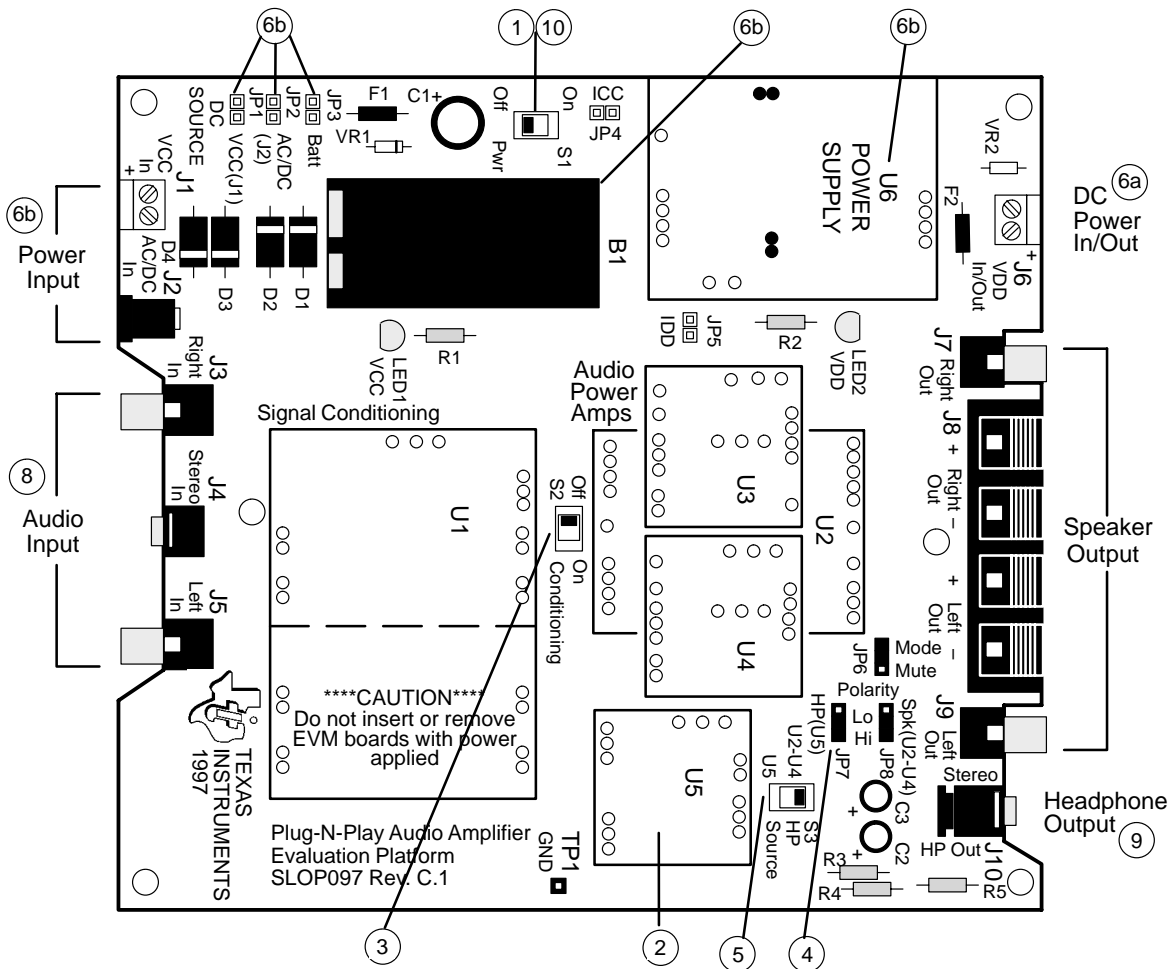 6b
1
10
6b
6b
DC
SOURCE
VCC(J1)
JP1
AC/DC
(J2)
JP2
Batt
JP3
F1
VR1
C1+
Off
On
Pwr
S1
ICC
JP4
U6
POWER
SUPPLY
VR2
F2
6a
DC
Power
In/Out
+
J6
VDD
In/Out
6b
Power
Input
VCC
In
+
J1
D4
AC/DC
In
J2
D3
D2
D1
B1
LED1
VCC
R1
IDD
JP5
R2
LED2
VDD
J3
Right
In
J7
Right
Out
Signal Conditioning
Audio
Power
Amps
8
Audio
Input
Stereo
In
J4
U1
S2
Off
On
Conditioning
U3
U2
U4
J8
+
Right
Out
–
+
Left
Out
–
Speaker
Output
J5
Left
In
JP6
Mode
Mute
Polarity
HP(U5)
Lo
Hi
JP7
Spk(U2-U4)
JP8
J9
Left
Out
****CAUTION****
Do not insert or remove
EVM boards with power
applied
TEXAS
INSTRUMENTS
1997
U5
U5
U2-U4
S3
HP
Source
+
C3
C2
+
R3
R4
R5
Stereo
HP Out
J10
Headphone
Output
9
Plug-N-Play Audio Amplifier
Evaluation Platform
SLOP097 Rev. C.1
TP1
GND
3
2
5
4